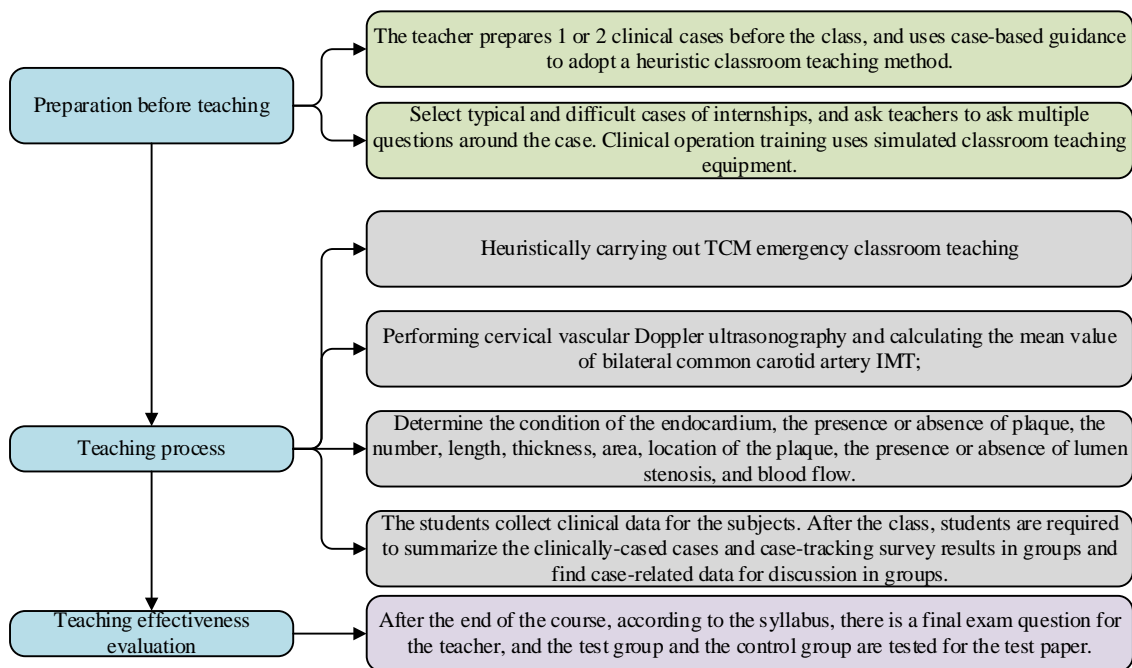 Preparation before teaching
The teacher prepares 1 or 2 clinical cases before the class, and uses case-based guidance
to adopt a heuristic classroom teaching method.
Select typical and difficult cases of internships, and ask teachers to ask multiple
questions around the case. Clinical operation training uses simulated classroom teaching
equipment.
Teaching process
Heuristically carrying out TCM emergency classroom teaching
Performing cervical vascular Doppler ultrasonography and calculating the mean value
of bilateral common carotid artery IMT;
Determine the condition of the endocardium, the presence or absence of plaque, the
number, length, thickness, area, location of the plaque, the presence or absence of lumen
stenosis, and blood flow.
The students collect clinical data for the subjects. After the class, students are required
to summarize the clinically-cased cases and case-tracking survey results in groups and
find case-related data for discussion in groups.
Teaching effectiveness
evaluation
After the end of the course, according to the syllabus, there is a final exam question for
the teacher, and the test group and the control group are tested for the test paper.